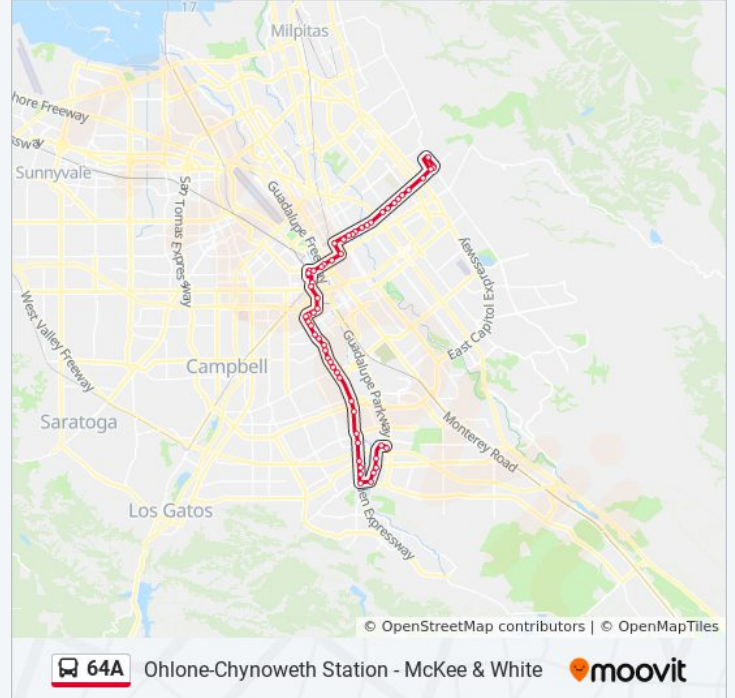 17
Milpitas
hore Freeway
ssway
Sunnyvale
San Tomas Expressway
Guadalupe Freeway
West Valley Freeway
East Capitol Expressway
Campbell
Guadalupe Parkway
Saratoga
Monterey Road
Los Gatos
en Expressway
© OpenStreetMap contributors | © OpenMapTiles
64A Ohlone-Chynoweth Station - McKee & White moovit